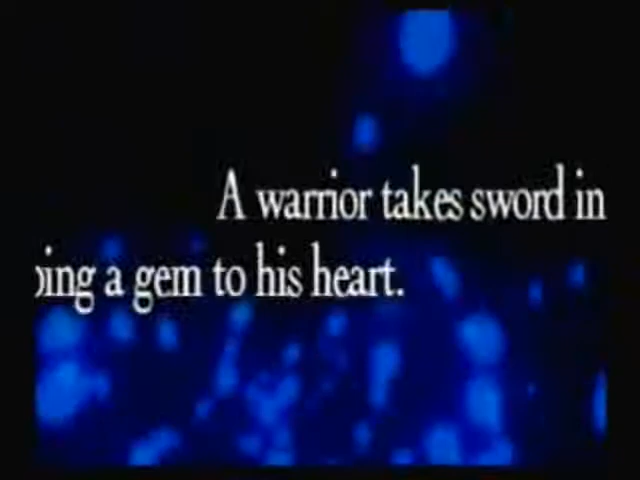 A warrior takes sword in
ing a gem to his heart.